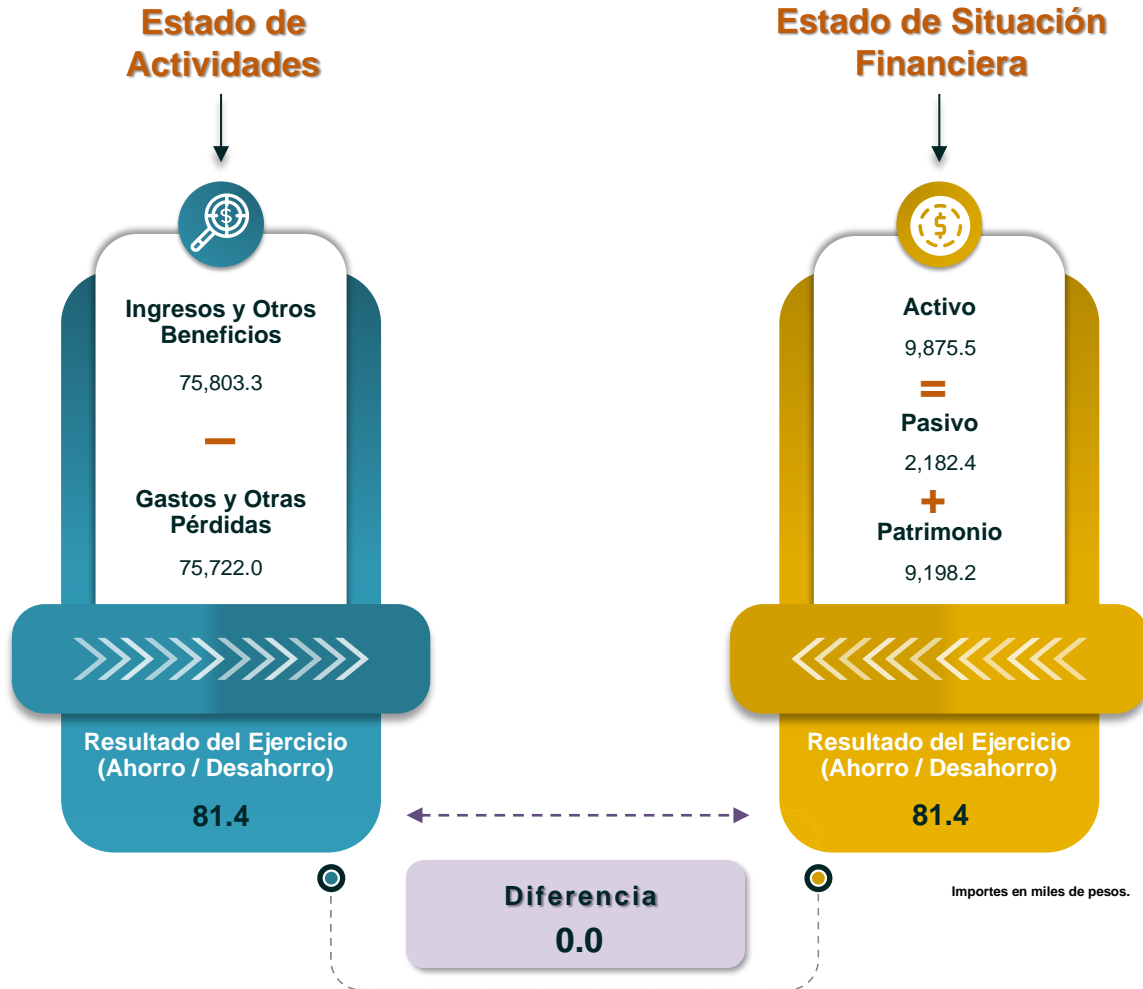 Estado de
Actividades
Ingresos y Otros
Beneficios
75,803.3
–
Gastos y Otras
Pérdidas
75,722.0
Resultado del Ejercicio
(Ahorro / Desahorro)
81.4
Estado de Situación
Financiera
Activo
9,875.5
=
Pasivo
2,182.4
+
Patrimonio
9,198.2
Resultado del Ejercicio
(Ahorro / Desahorro)
81.4
Diferencia
0.0
Importes en miles de pesos.